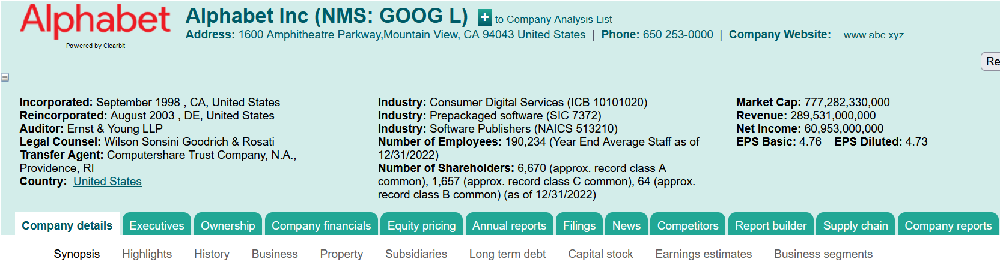 Alphabet
Powered by Clearbit
Alphabet Inc (NMS: GOOG L) + to Company Analysis List
Address: 1600 Amphitheatre Parkway,Mountain View, CA 94043 United States | Phone: 650 253-0000 | Company Website: www.abc.xyz
Re
Incorporated: September 1998 , CA, United States
Reincorporated: August 2003 , DE, United States
Auditor: Ernst & Young LLP
Legal Counsel: Wilson Sonsini Goodrich & Rosati
Transfer Agent: Computershare Trust Company, N.A.,
Providence, RI
Country: United States
Industry: Consumer Digital Services (ICB 10101020)
Industry: Prepackaged software (SIC 7372)
Industry: Software Publishers (NAICS 513210)
Number of Employees: 190,234 (Year End Average Staff as of
12/31/2022)
Number of Shareholders: 6,670 (approx. record class A
common), 1,657 (approx. record class C common), 64 (approx.
record class B common) (as of 12/31/2022)
Market Cap: 777,282,330,000
Revenue: 289,531,000,000
Net Income: 60,953,000,000
EPS Basic: 4.76 EPS Diluted: 4.73
Company details Executives Ownership Company financials Equity pricing Annual reports Filings News Competitors Report builder Supply chain Company reports
Synopsis Highlights History Business Property Subsidiaries Long term debt Capital stock Earnings estimates Business segments